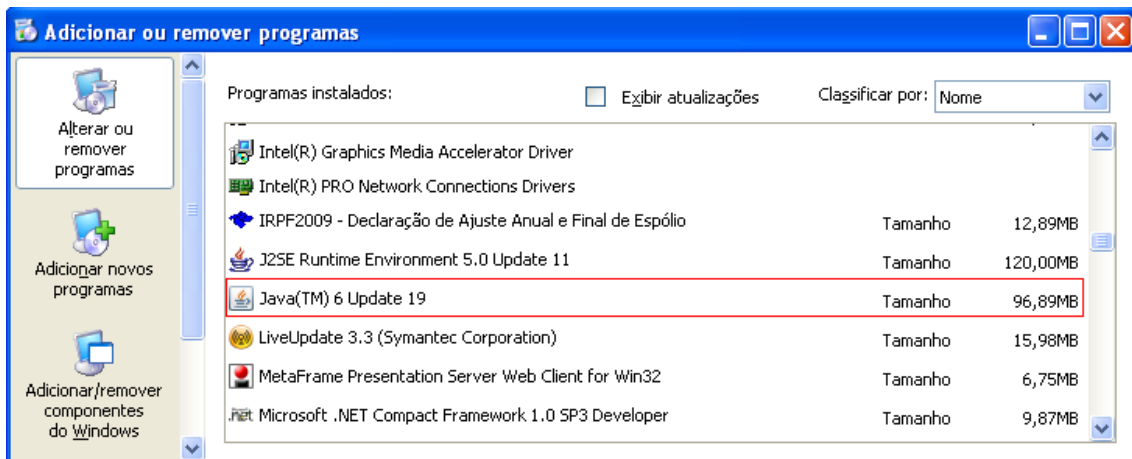 Adicionar ou remover programas
Alterar ou
remover
programas
Adicionar novos
programas
Adicionar/remover
componentes
do Windows
Programas instalados:
Exibir atualizações
Classificar por: Nome
Intel(R) Graphics Media Accelerator Driver
Intel(R) PRO Network Connections Drivers
IRPF2009 - Declaração de Ajuste Anual e Final de Espólio Tamanho 12,89MB
J2SE Runtime Environment 5.0 Update 11 Tamanho 120,00MB
Java(TM) 6 Update 19 Tamanho 96,89MB
LiveUpdate 3.3 (Symantec Corporation) Tamanho 15,98MB
MetaFrame Presentation Server Web Client for Win32 Tamanho 6,75MB
.net Microsoft .NET Compact Framework 1.0 SP3 Developer Tamanho 9,87MB